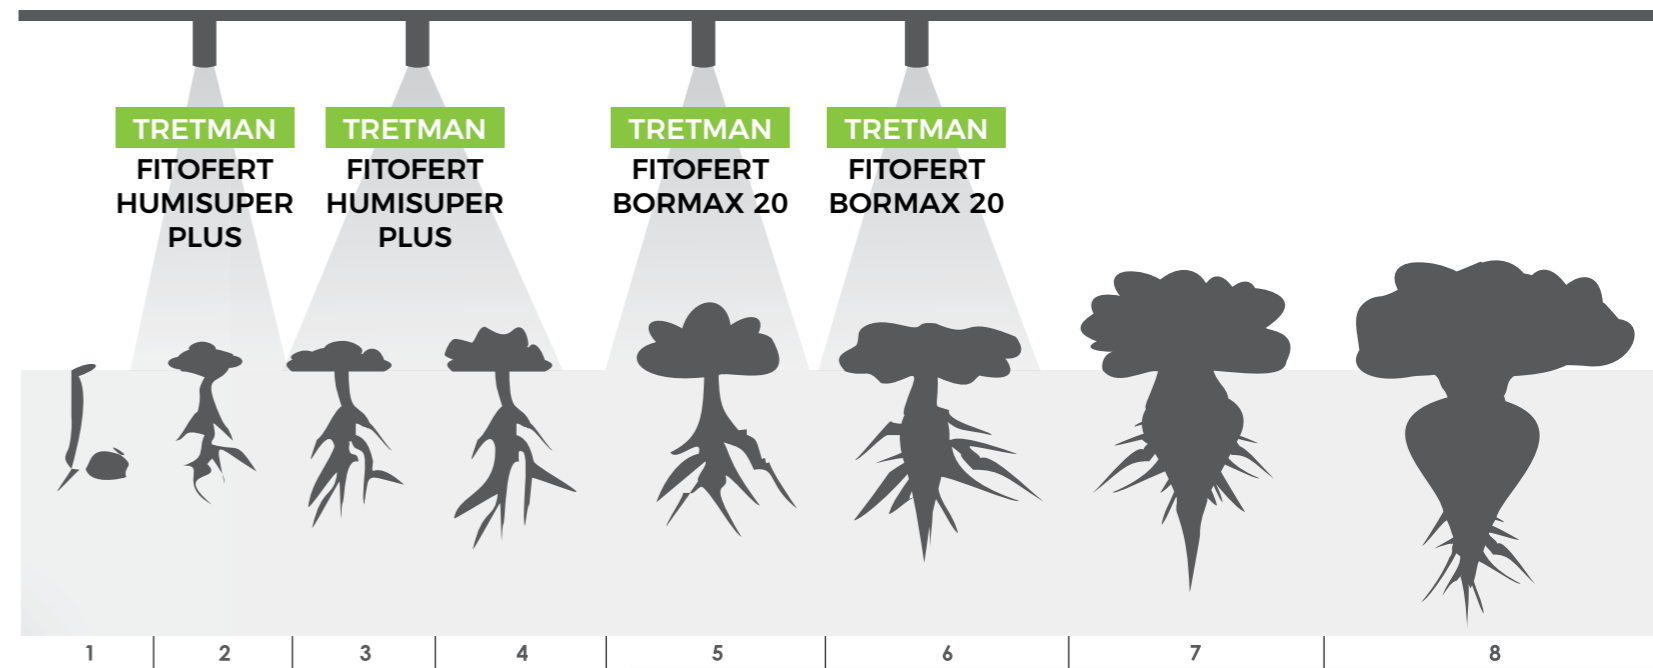 TRETMAN
FITOFERT
HUMISUPER
PLUS
TRETMAN
FITOFERT
HUMISUPER
PLUS
TRETMAN
FITOFERT
BORMAX 20
TRETMAN
FITOFERT
BORMAX 20
1
2
3
4
5
6
7
8